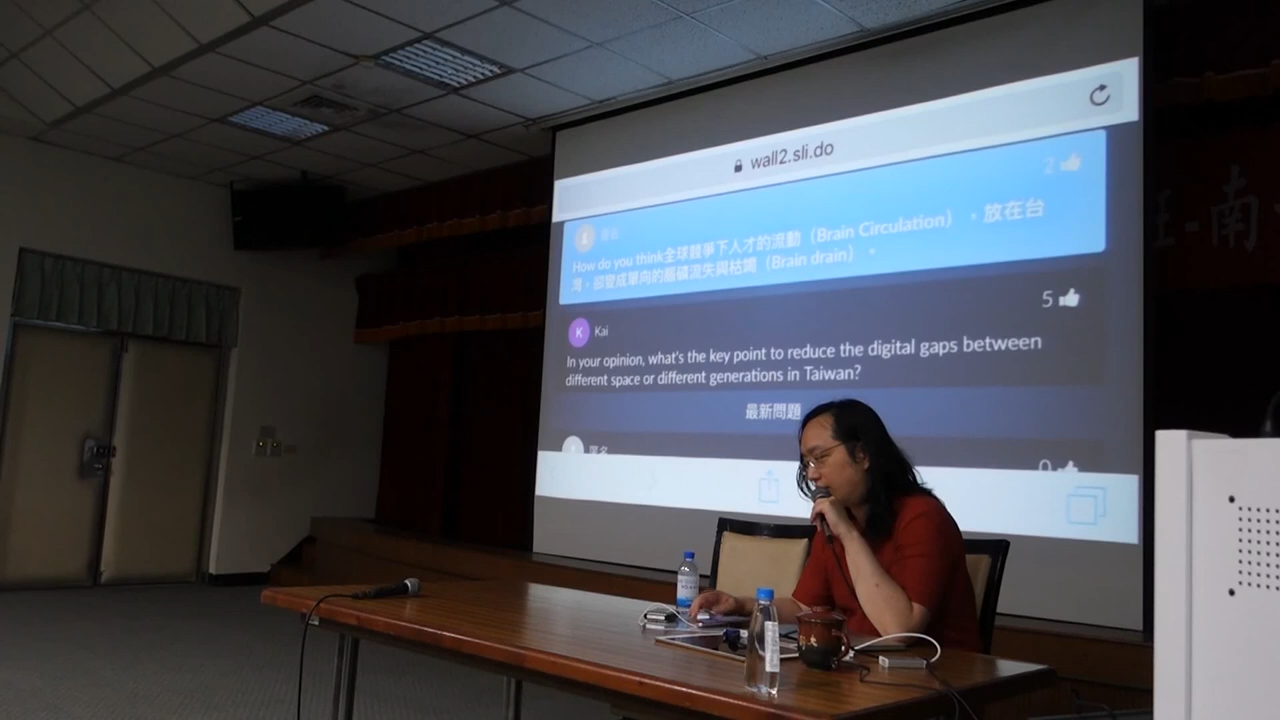 wall2.sli.do
2
How do you think全球競爭下人才的流動（Brain Circulation），放在台
灣，卻變成單向的腦礦流失與枯竭（Brain drain）。
5
K Kai
In your opinion, what's the key point to reduce the digital gaps between
different space or different generations in Taiwan?
最新問題
0
南